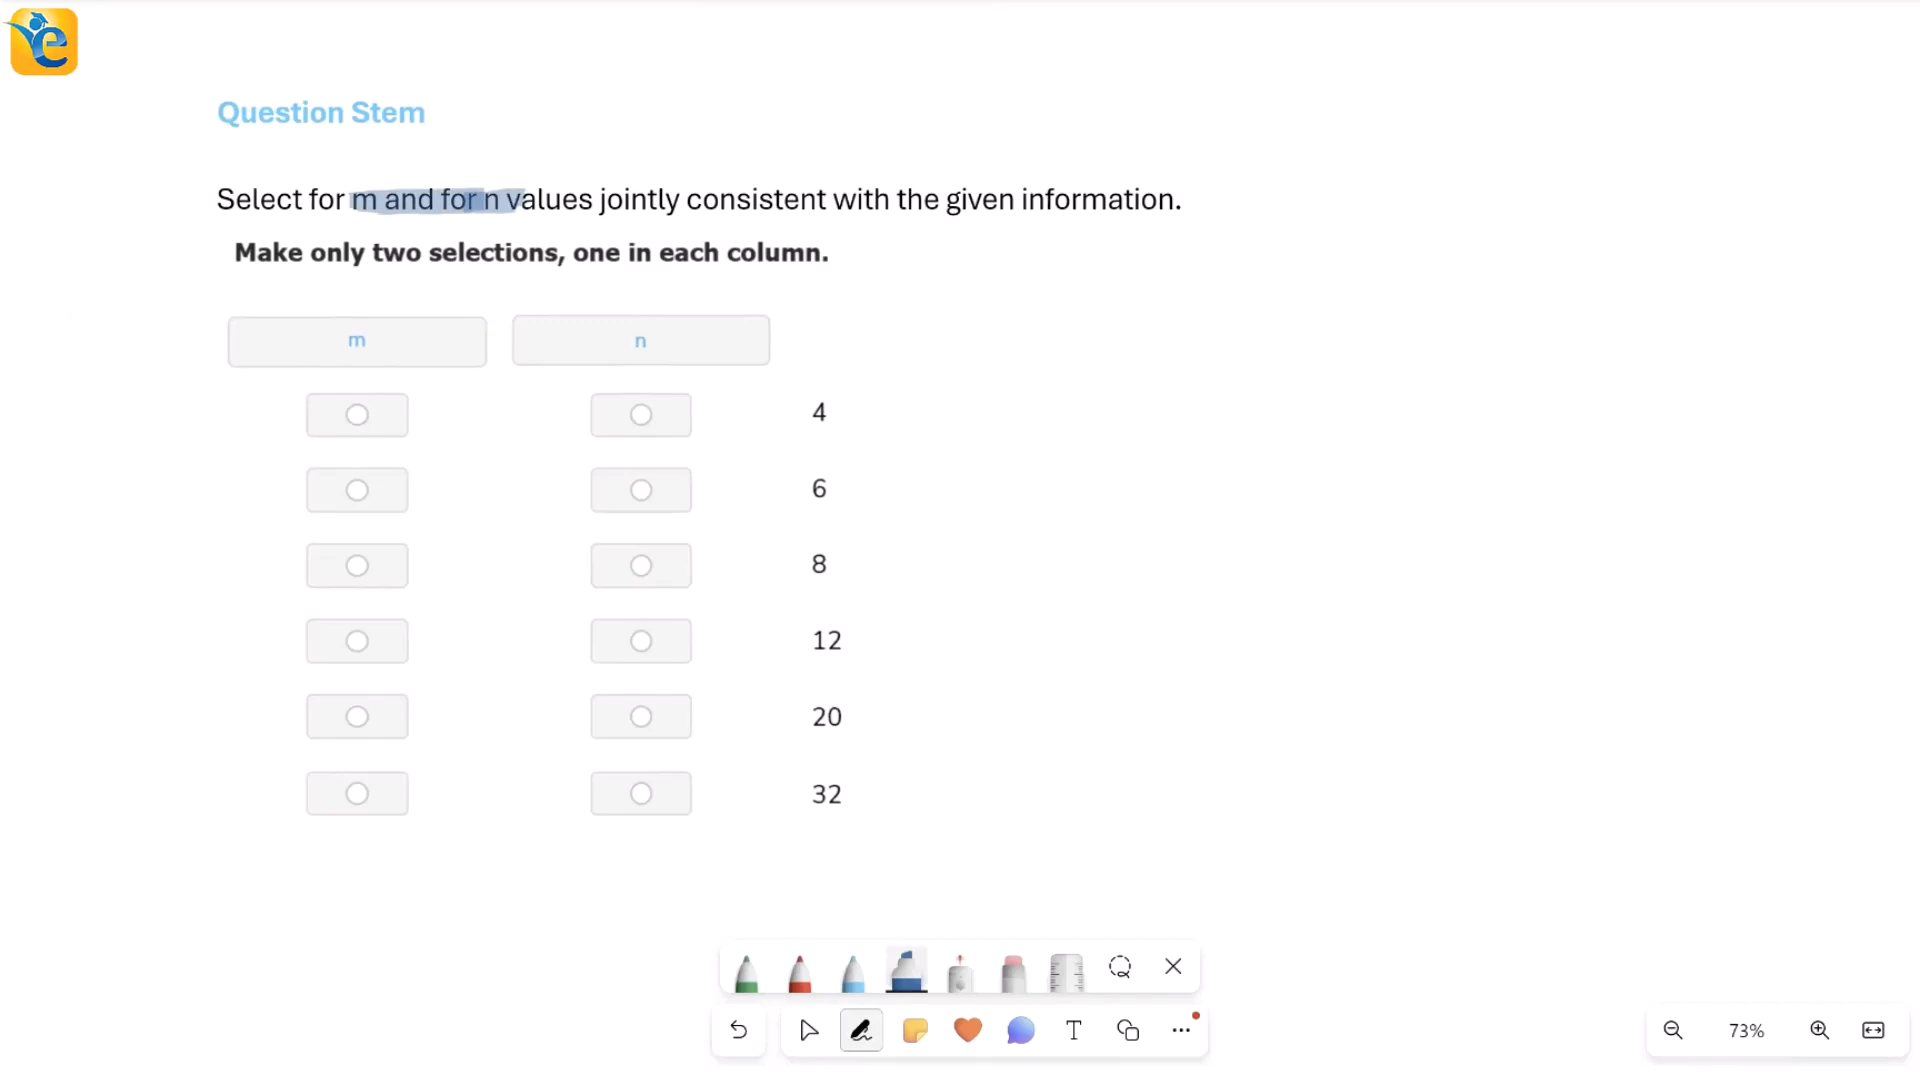 e
Question Stem
Select for m and for n values jointly consistent with the given information.
Make only two selections, one in each column.
m n
4
6
8
12
20
32
T
73%